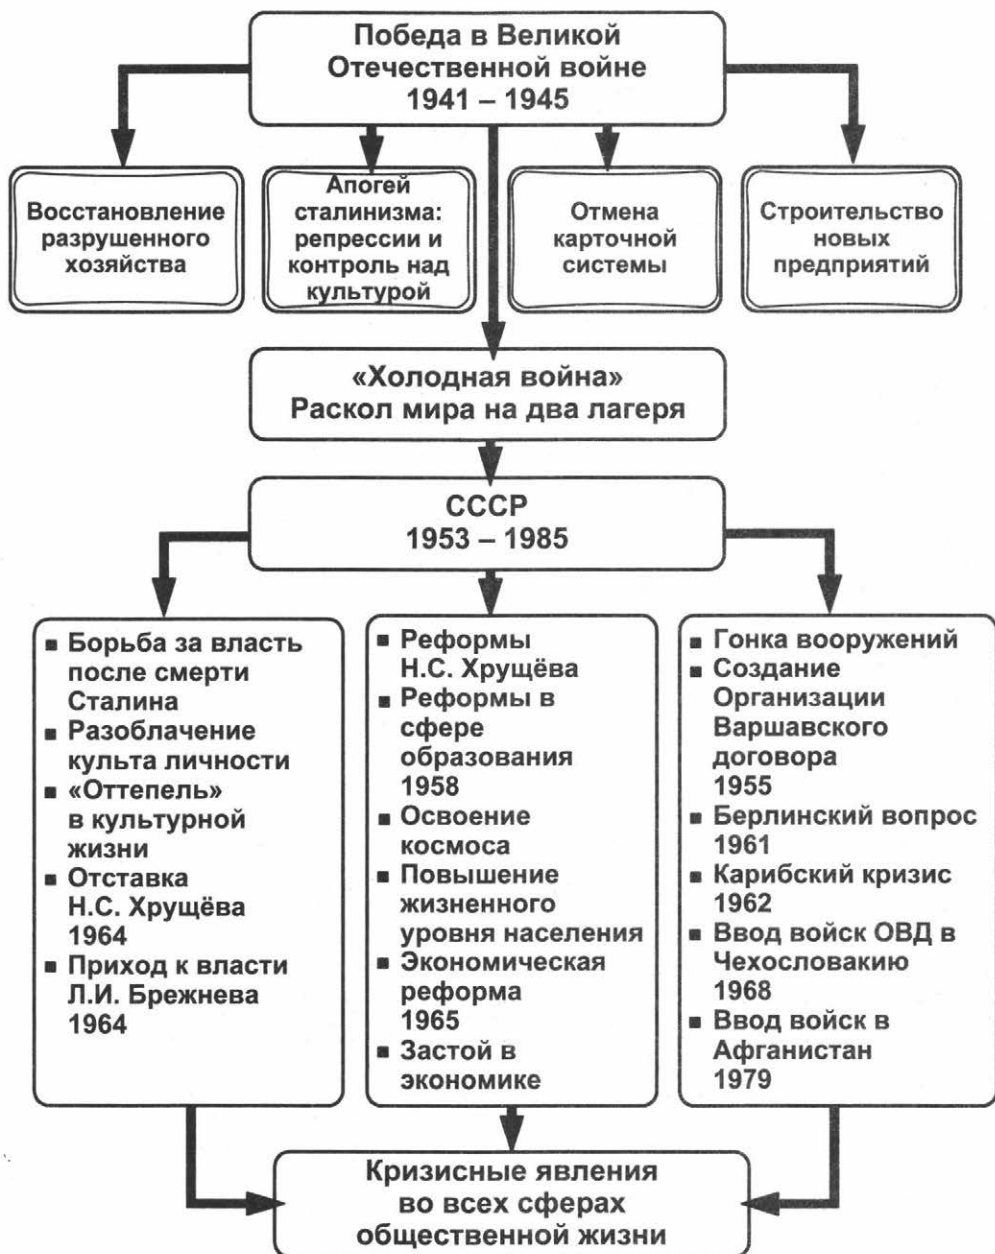 Победа в Великой
Отечественной войне
1941 – 1945
Восстановление
разрушенного
хозяйства
Апогей
сталинизма:
репрессии и
контроль над
культурой
Отмена
карточной
системы
Строительство
новых
предприятий
«Холодная война»
Раскол мира на два лагеря
СССР
1953 – 1985
▪ Борьба за власть
после смерти
Сталина
▪ Разоблачение
культа личности
▪ «Оттепель»
в культурной
жизни
▪ Отставка
Н.С. Хрущёва
1964
▪ Приход к власти
Л.И. Брежнева
1964
▪ Реформы
Н.С. Хрущёва
▪ Реформы в
сфере
образования
1958
▪ Освоение
космоса
▪ Повышение
жизненного
уровня населения
▪ Экономическая
реформа
1965
▪ Застой в
экономике
▪ Гонка вооружений
▪ Создание
Организации
Варшавского
договора
1955
▪ Берлинский вопрос
1961
▪ Карибский кризис
1962
▪ Ввод войск ОВД в
Чехословакию
1968
▪ Ввод войск в
Афганистан
1979
Кризисные явления
во всех сферах
общественной жизни